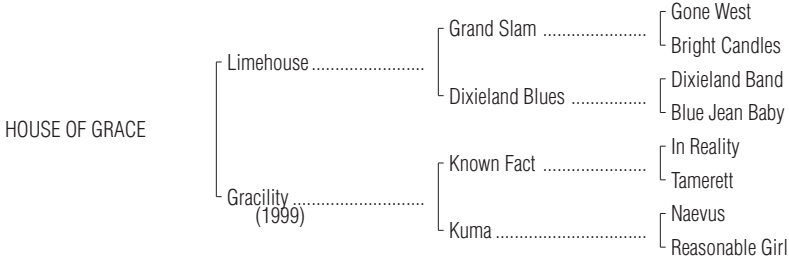 Gone West
Grand Slam ......................
Bright Candles
Limehouse ........................
Dixieland Band
Dixieland Blues ................
Blue Jean Baby
HOUSE OF GRACE
In Reality
Known Fact ......................
Tamerett
Gracility ............................
(1999)
Naevus
Kuma ................................
Reasonable Girl